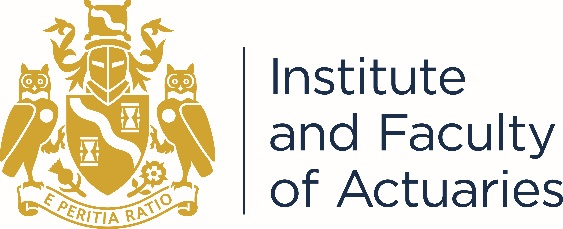 Institute
and Faculty
of Actuaries
E PERITIA RATIO